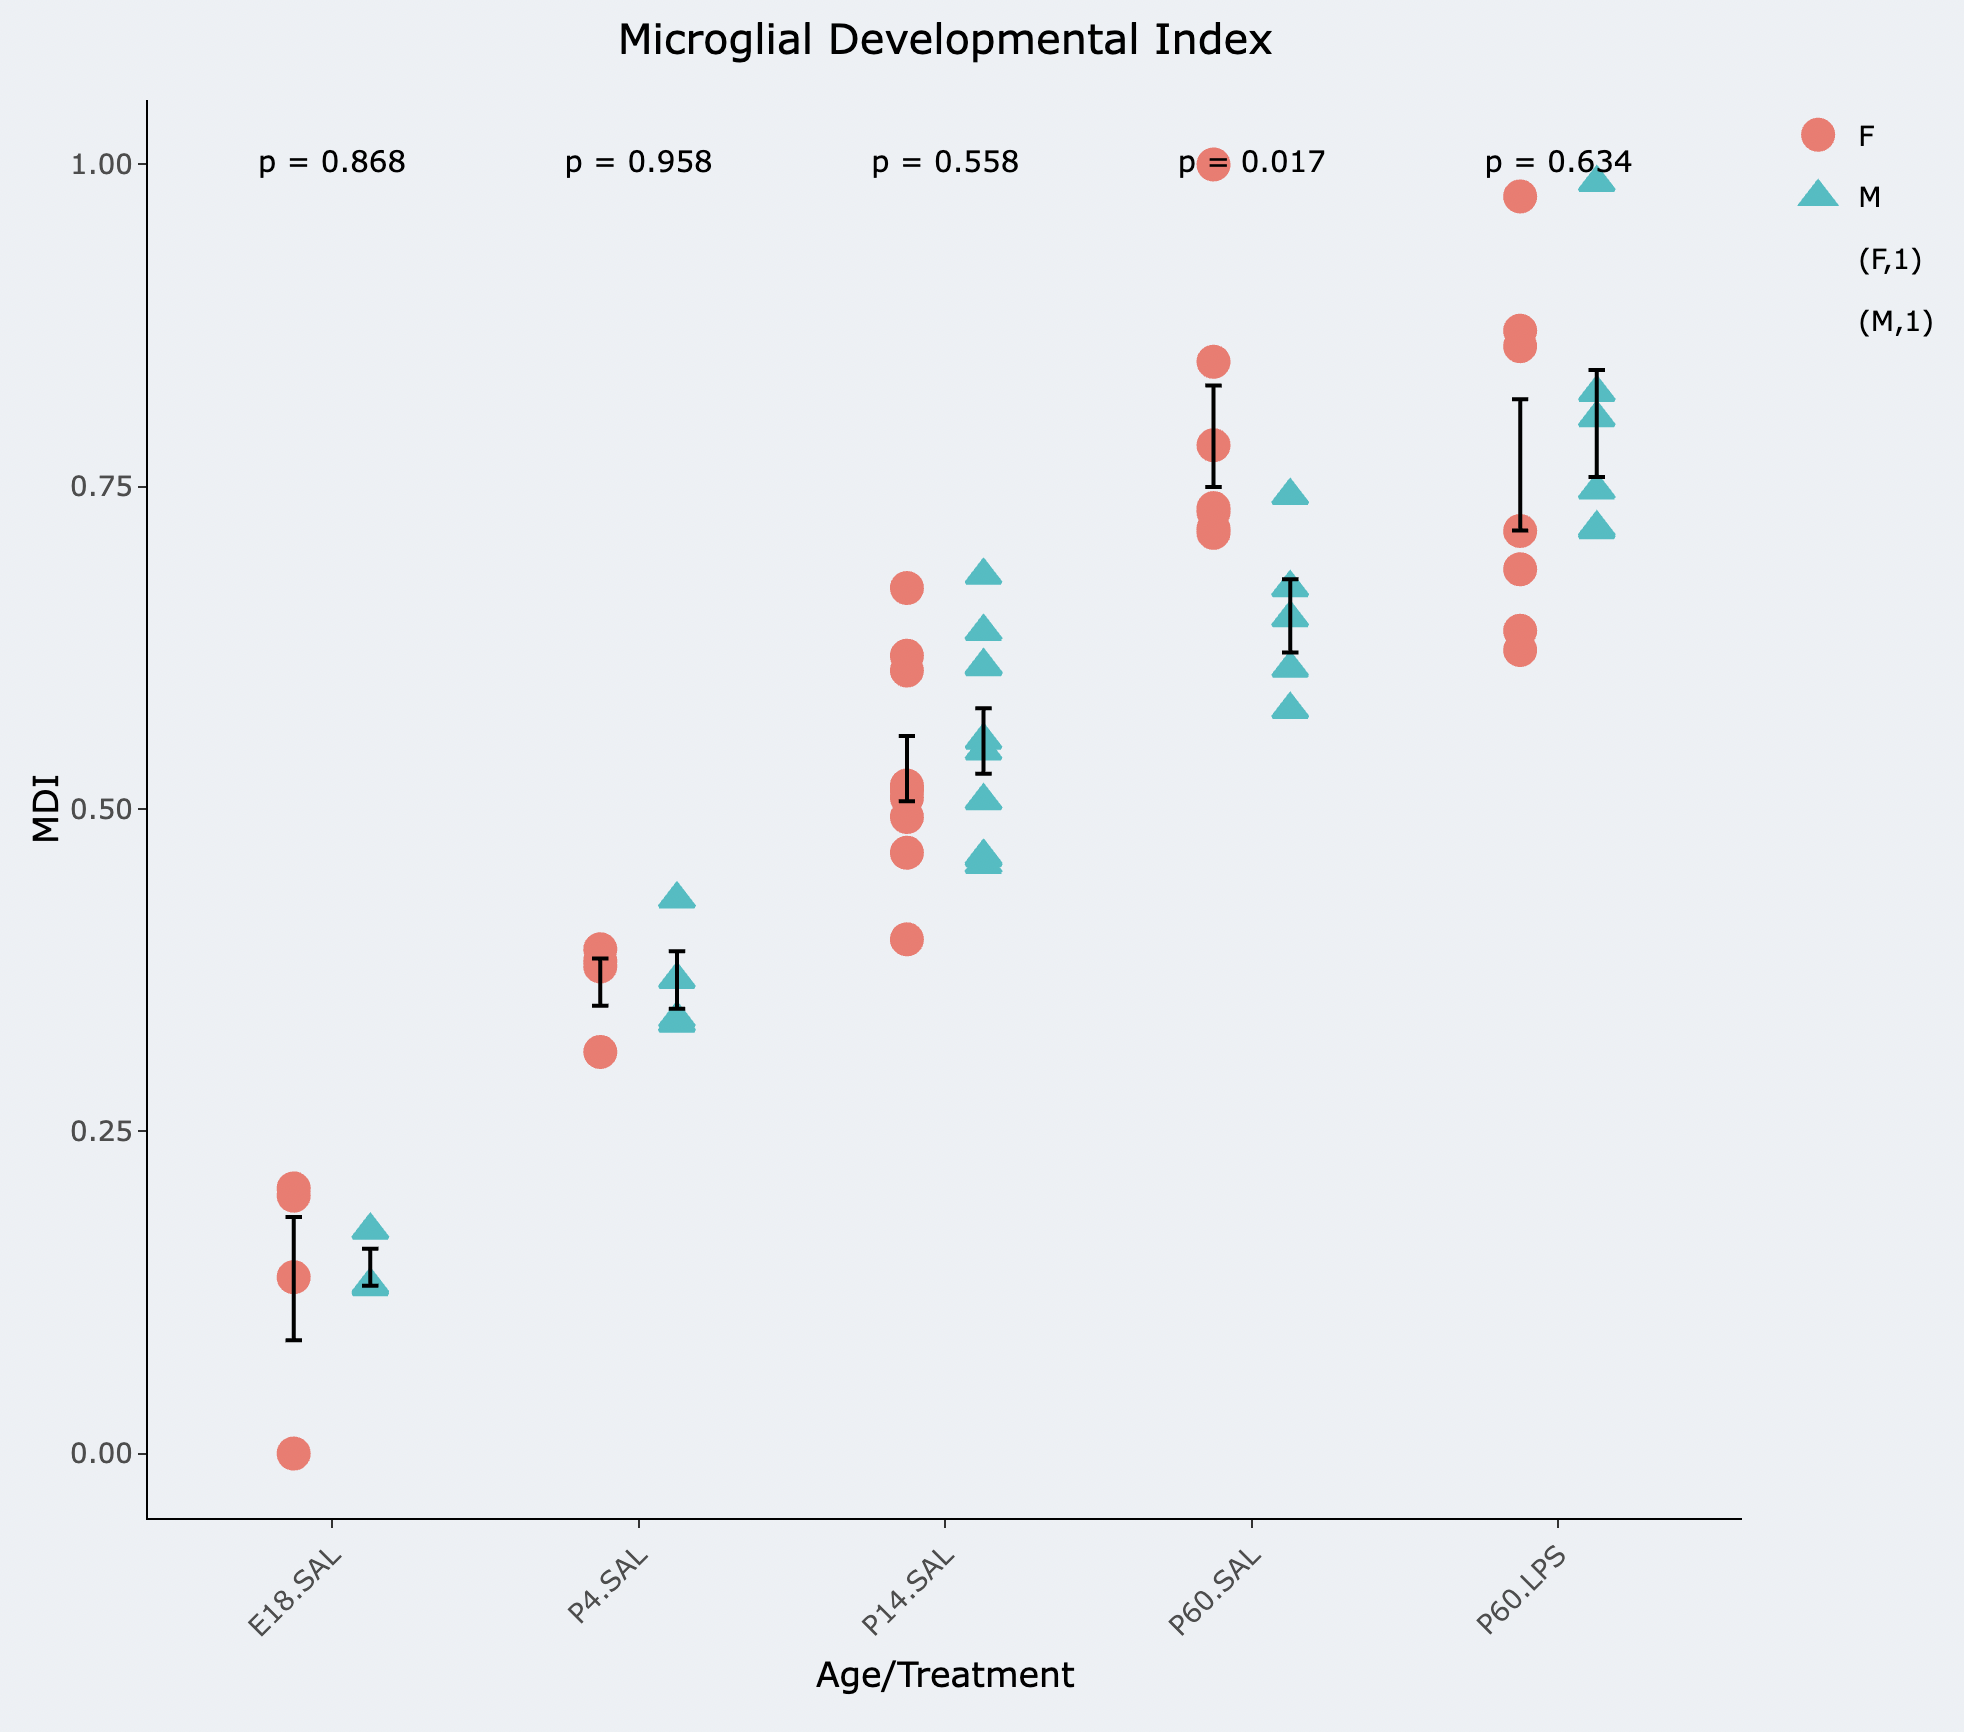 Microglial Developmental Index
p = 0.868 p = 0.958 p = 0.558 p = 0.017 p = 0.634
F
M
(F,1)
(M,1)
1.00
0.75
0.50
0.25
0.00
MDI
E18.SAL P4.SAL P14.SAL P60.SAL P60.LPS
Age/Treatment